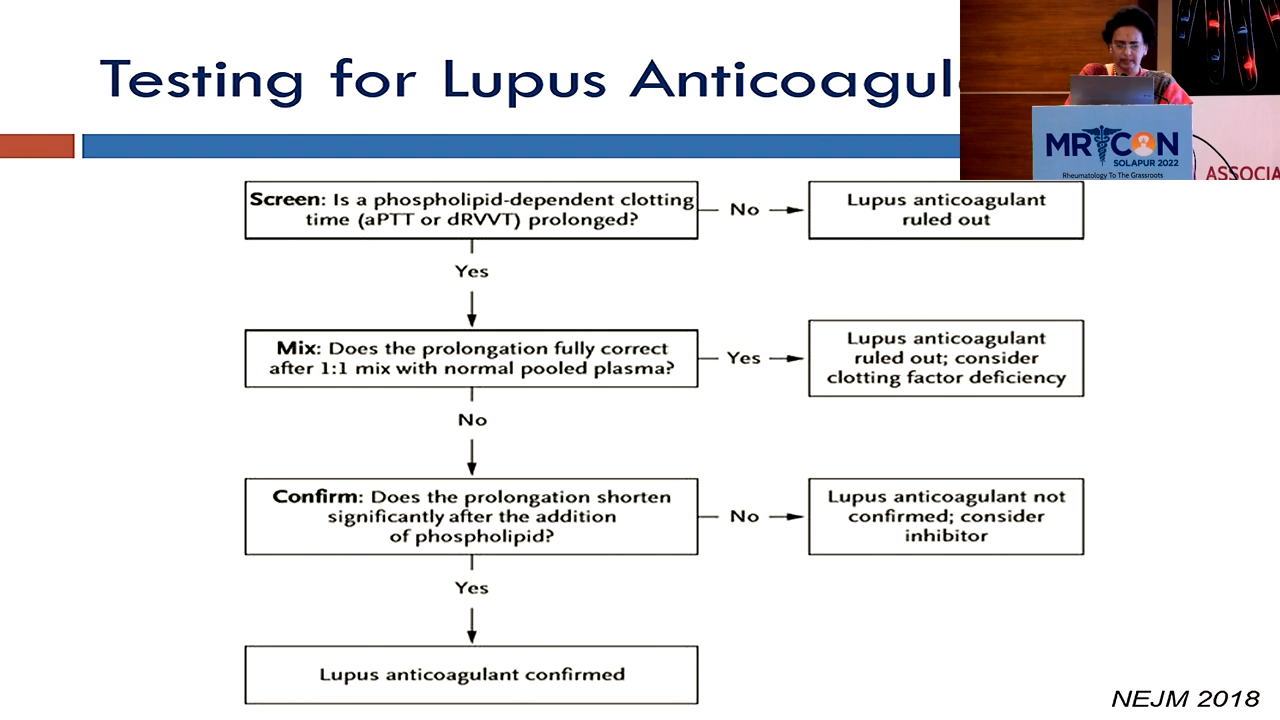 Testing for Lupus Anticoagul
MRCON
SOLAPUR 2022
Rheumatology To The Grassroots
ASSOCIA
Screen: Is a phospholipid-dependent clotting
time (aPTT or dRVVT) prolonged?
No
Lupus anticoagulant
ruled out
Yes
Mix: Does the prolongation fully correct
after 1:1 mix with normal pooled plasma?
Yes
Lupus anticoagulant
ruled out; consider
clotting factor deficiency
No
Confirm: Does the prolongation shorten
significantly after the addition
of phospholipid?
No
Lupus anticoagulant not
confirmed; consider
inhibitor
Yes
Lupus anticoagulant confirmed
NEJM 2018